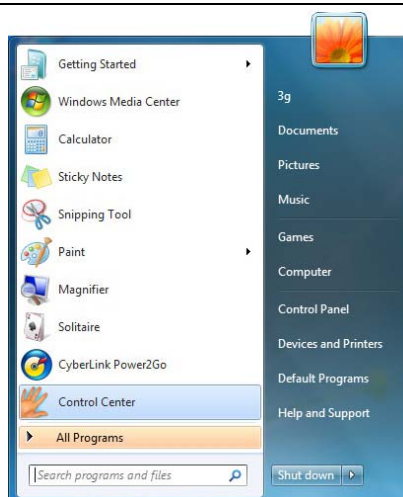 Getting Started
Windows Media Center
Calculator
Sticky Notes
Snipping Tool
Paint
Magnifier
Solitaire
CyberLink Power2Go
Control Center
All Programs
Search programs and files
3g
Documents
Pictures
Music
Games
Computer
Control Panel
Devices and Printers
Default Programs
Help and Support
Shut down